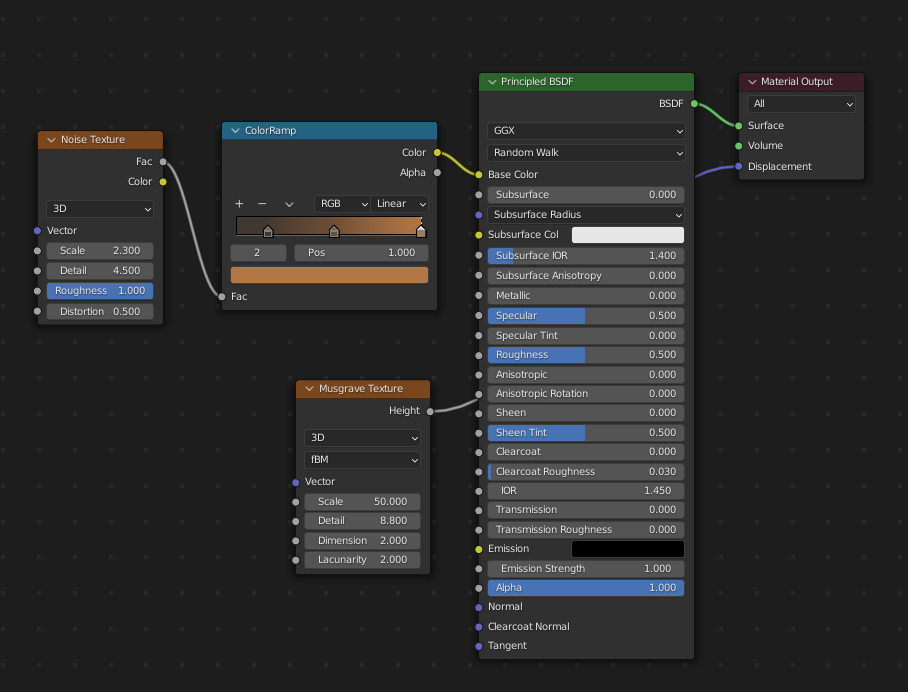 Noise Texture
Fac
Color
3D
Vector
Scale 2.300
Detail 4.500
Roughness 1.000
Distortion 0.500
ColorRamp
Color
Alpha
+ − RGB Linear
2 Pos 1.000
Fac
Musgrave Texture
Height
3D
fBM
Vector
Scale 50.000
Detail 8.800
Dimension 2.000
Lacunarity 2.000
Principled BSDF
BSDF
GGX
Random Walk
Base Color
Subsurface 0.000
Subsurface Radius
Subsurface Col
Subsurface IOR 1.400
Subsurface Anisotropy 0.000
Metallic 0.000
Specular 0.500
Specular Tint 0.000
Roughness 0.500
Anisotropic 0.000
Anisotropic Rotation 0.000
Sheen 0.000
Sheen Tint 0.500
Clearcoat 0.000
Clearcoat Roughness 0.030
IOR 1.450
Transmission 0.000
Transmission Roughness 0.000
Emission
Emission Strength 1.000
Alpha 1.000
Normal
Clearcoat Normal
Tangent
Material Output
All
Surface
Volume
Displacement